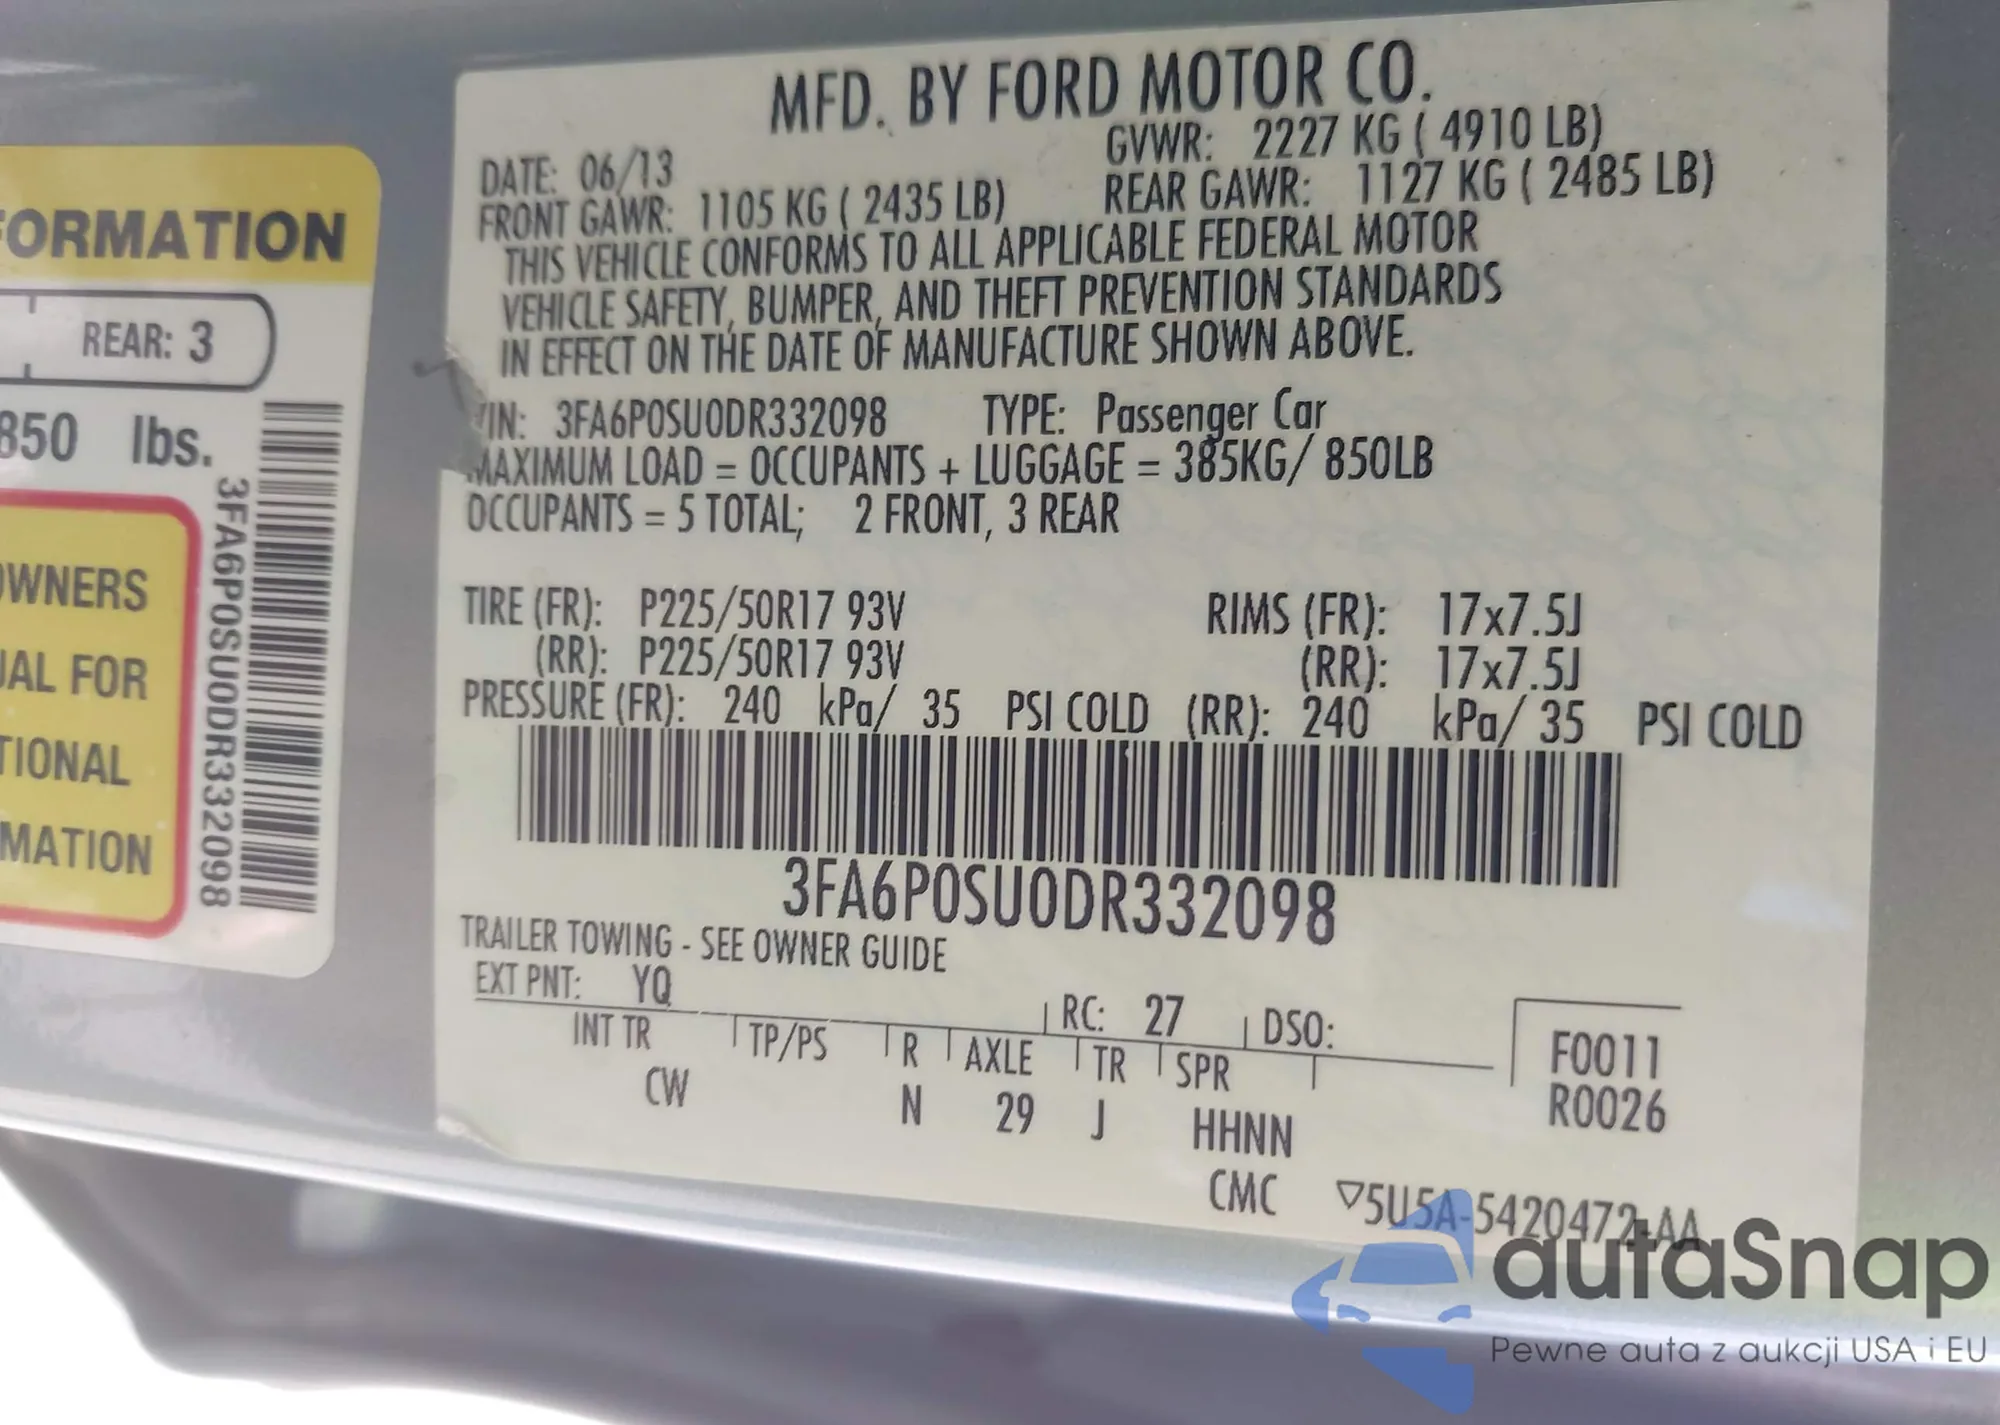 FORMATION
REAR: 3
850 lbs.
3FA6P0SU0DR332098
OWNERS
UAL FOR
TIONAL
MATION
MFD. BY FORD MOTOR CO.
DATE: 06/13
GVWR: 2227 KG ( 4910 LB)
FRONT GAWR: 1105 KG ( 2435 LB)
REAR GAWR: 1127 KG ( 2485 LB)
THIS VEHICLE CONFORMS TO ALL APPLICABLE FEDERAL MOTOR
VEHICLE SAFETY, BUMPER, AND THEFT PREVENTION STANDARDS
IN EFFECT ON THE DATE OF MANUFACTURE SHOWN ABOVE.
VIN: 3FA6P0SU0DR332098 TYPE: Passenger Car
MAXIMUM LOAD = OCCUPANTS + LUGGAGE = 385KG/ 850LB
OCCUPANTS = 5 TOTAL; 2 FRONT, 3 REAR
TIRE (FR): P225/50R17 93V RIMS (FR): 17x7.5J
(RR): P225/50R17 93V (RR): 17x7.5J
PRESSURE (FR): 240 kPa/ 35 PSI COLD (RR): 240 kPa/ 35 PSI COLD
3FA6P0SU0DR332098
TRAILER TOWING - SEE OWNER GUIDE
EXT PNT: YQ RC: 27 DSO:
INT TR TP/PS R AXLE TR SPR
CW N 29 J HHNN
F0011
R0026
CMC ▽5U5A-5420472-AA
autaSnap
Pewne auta z aukcji USA i EU